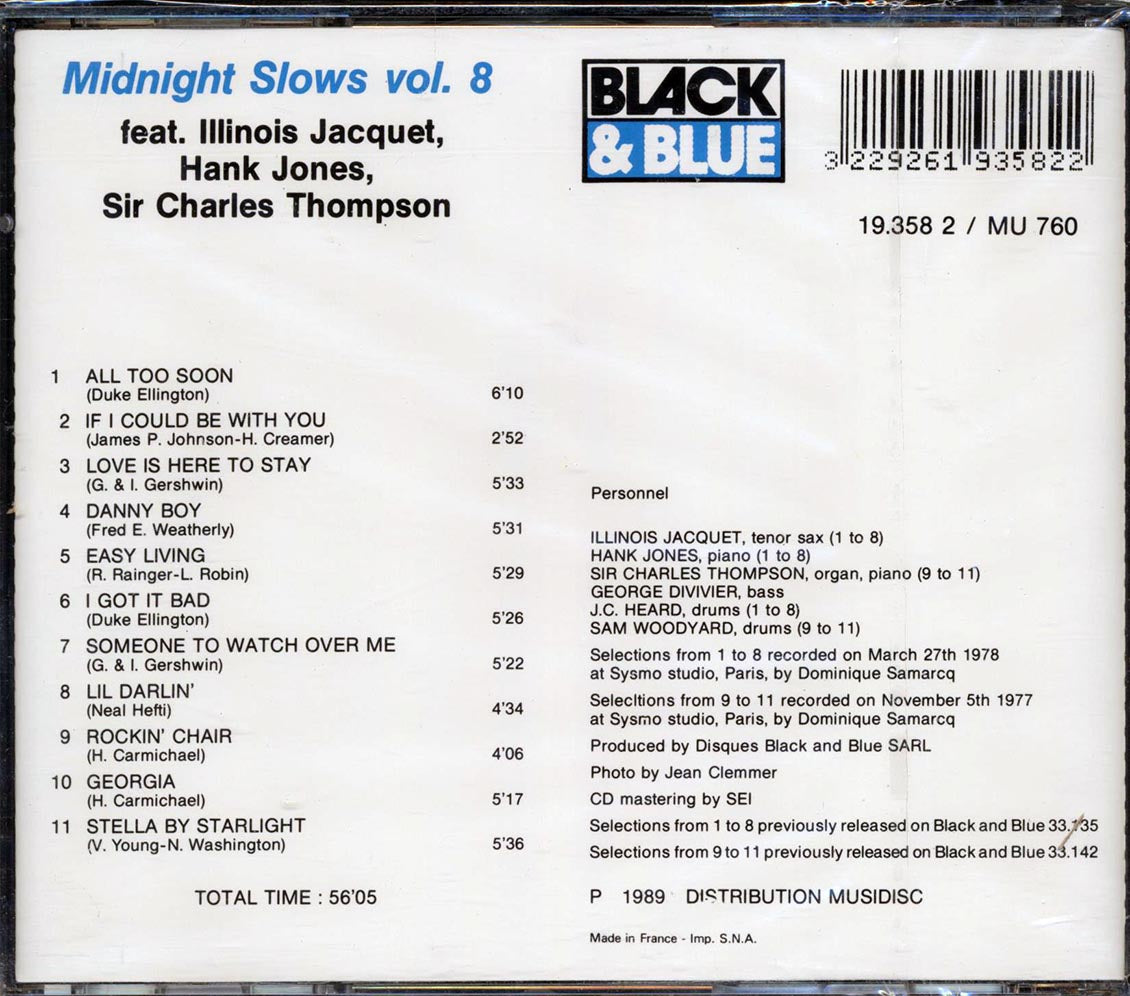 Midnight Slows vol. 8
feat. Illinois Jacquet,
Hank Jones,
Sir Charles Thompson
BLACK
& BLUE
3 229261 935822
19.358 2 / MU 760
1 ALL TOO SOON
(Duke Ellington) 6'10
2 IF I COULD BE WITH YOU
(James P. Johnson-H. Creamer) 2'52
3 LOVE IS HERE TO STAY
(G. & I. Gershwin) 5'33
4 DANNY BOY
(Fred E. Weatherly) 5'31
5 EASY LIVING
(R. Rainger-L. Robin) 5'29
6 I GOT IT BAD
(Duke Ellington) 5'26
7 SOMEONE TO WATCH OVER ME
(G. & I. Gershwin) 5'22
8 LIL DARLIN'
(Neal Hefti) 4'34
9 ROCKIN' CHAIR
(H. Carmichael) 4'06
10 GEORGIA
(H. Carmichael) 5'17
11 STELLA BY STARLIGHT
(V. Young-N. Washington) 5'36
TOTAL TIME : 56'05
Personnel
ILLINOIS JACQUET, tenor sax (1 to 8)
HANK JONES, piano (1 to 8)
SIR CHARLES THOMPSON, organ, piano (9 to 11)
GEORGE DIVIVIER, bass
J.C. HEARD, drums (1 to 8)
SAM WOODYARD, drums (9 to 11)
Selections from 1 to 8 recorded on March 27th 1978
at Sysmo studio, Paris, by Dominique Samarcq
Selecltions from 9 to 11 recorded on November 5th 1977
at Sysmo studio, Paris, by Dominique Samarcq
Produced by Disques Black and Blue SARL
Photo by Jean Clemmer
CD mastering by SEI
Selections from 1 to 8 previously released on Black and Blue 33.135
Selections from 9 to 11 previously released on Black and Blue 33.142
P 1989 DISTRIBUTION MUSIDISC
Made in France - Imp. S.N.A.